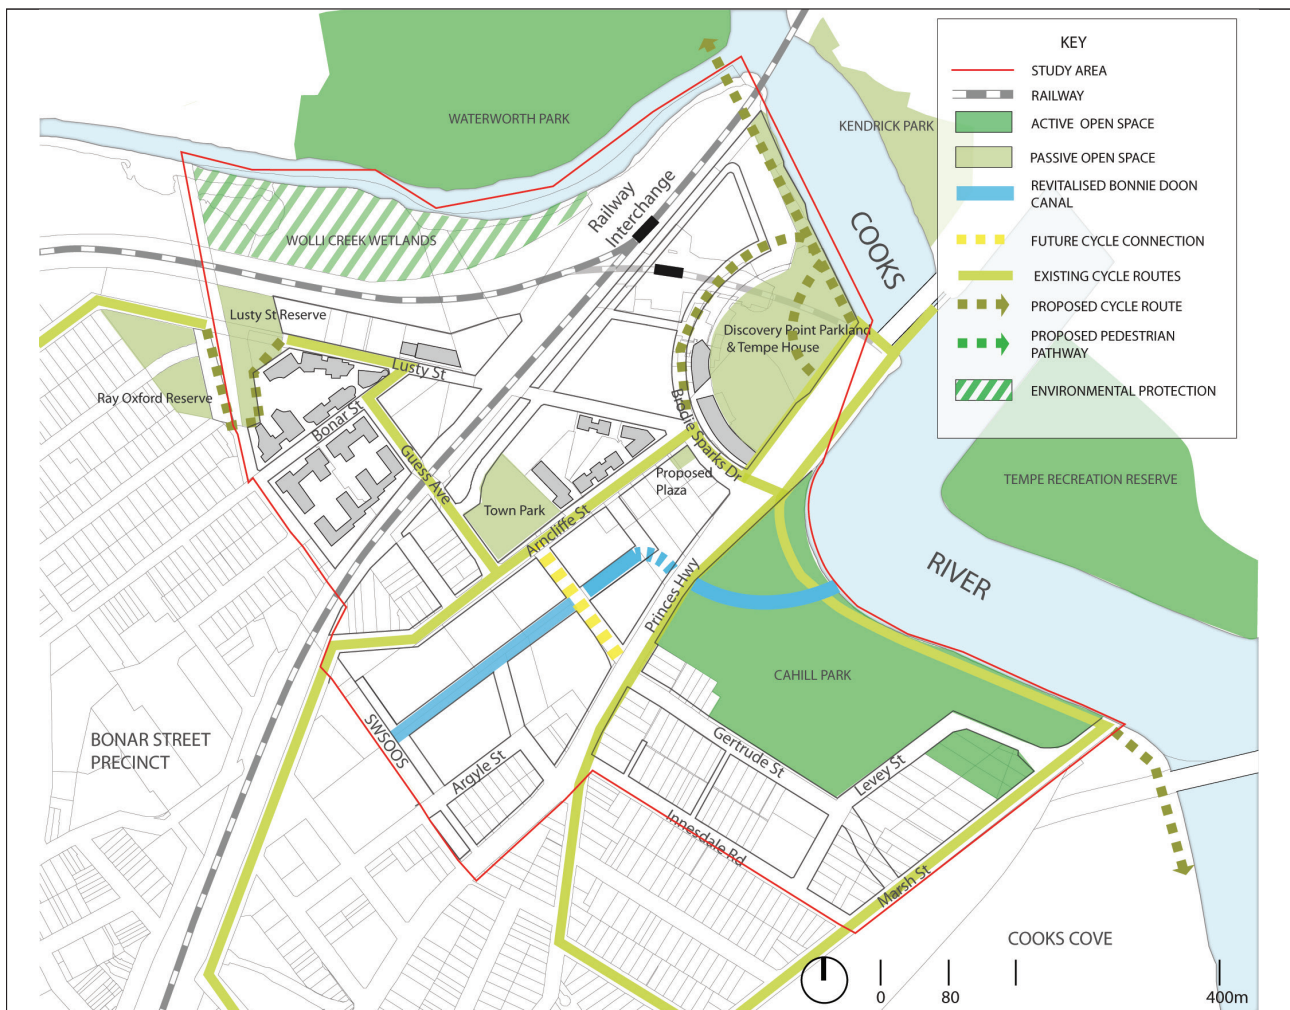 KEY
STUDY AREA
RAILWAY
ACTIVE OPEN SPACE
PASSIVE OPEN SPACE
REVITALISED BONNIE DOON
CANAL
FUTURE CYCLE CONNECTION
EXISTING CYCLE ROUTES
PROPOSED CYCLE ROUTE
PROPOSED PEDESTRIAN
PATHWAY
ENVIRONMENTAL PROTECTION
WATERWORTH PARK
KENDRICK PARK
Railway
Interchange
WOLLI CREEK WETLANDS
COOKS
Lusty St Reserve
Discovery Point Parkland
& Tempe House
Lusty St
Ray Oxford Reserve
Bonar St
Brodie Sparks Dr
Guess Ave
Proposed
Plaza
TEMPE RECREATION RESERVE
Town Park
Arncliffe St
RIVER
Princes Hwy
CAHILL PARK
SWSOOS
BONAR STREET
PRECINCT
Gertrude St
Argyle St
Levey St
Innesdale Rd
Marsh St
COOKS COVE
0
80
400m